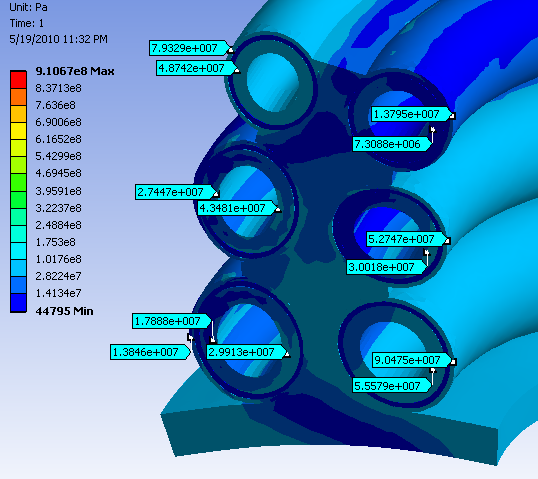 Unit: Pa
Time: 1
5/19/2010 11:32 PM
9.1067e8 Max
8.3713e8
7.636e8
6.9006e8
6.1652e8
5.4299e8
4.6945e8
3.9591e8
3.2237e8
2.4884e8
1.753e8
1.0176e8
2.8224e7
1.4134e7
44795 Min
7.9329e+007
4.8742e+007
1.3795e+007
7.3088e+006
2.7447e+007
4.3481e+007
5.2747e+007
3.0018e+007
1.7888e+007
1.3846e+007
2.9913e+007
9.0475e+007
5.5579e+007